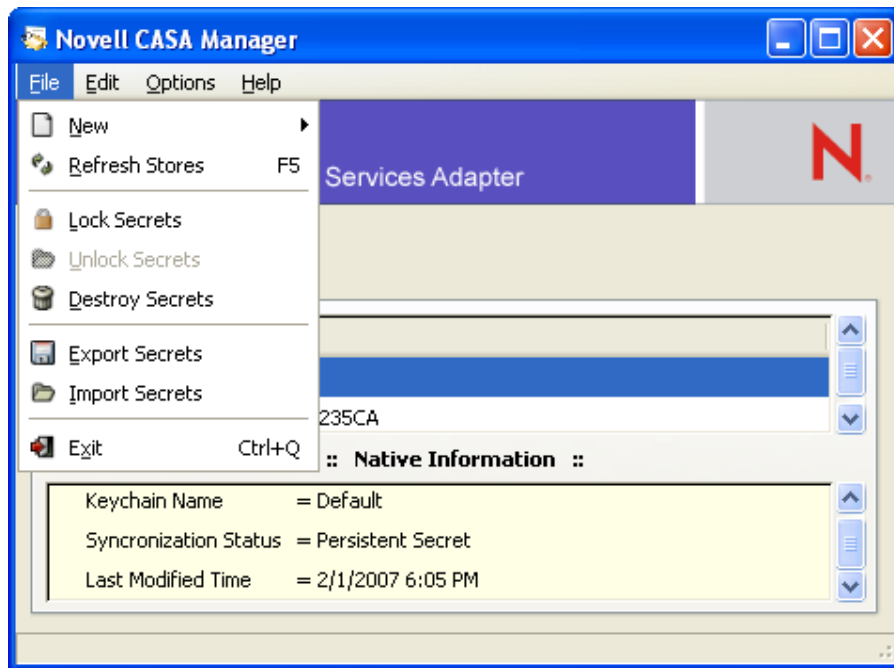 Novell CASA Manager
File Edit Options Help
New
Refresh Stores F5
Services Adapter
N
Lock Secrets
Unlock Secrets
Destroy Secrets
Export Secrets
Import Secrets
235CA
Exit Ctrl+Q
:: Native Information ::
Keychain Name = Default
Syncronization Status = Persistent Secret
Last Modified Time = 2/1/2007 6:05 PM